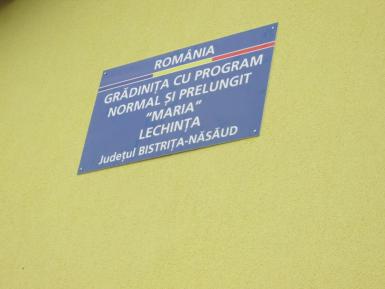 ROMÂNIA
GRĂDINIȚA CU PROGRAM
NORMAL ȘI PRELUNGIT
"MARIA"
LECHINȚA
Județul BISTRIȚA-NĂSĂUD